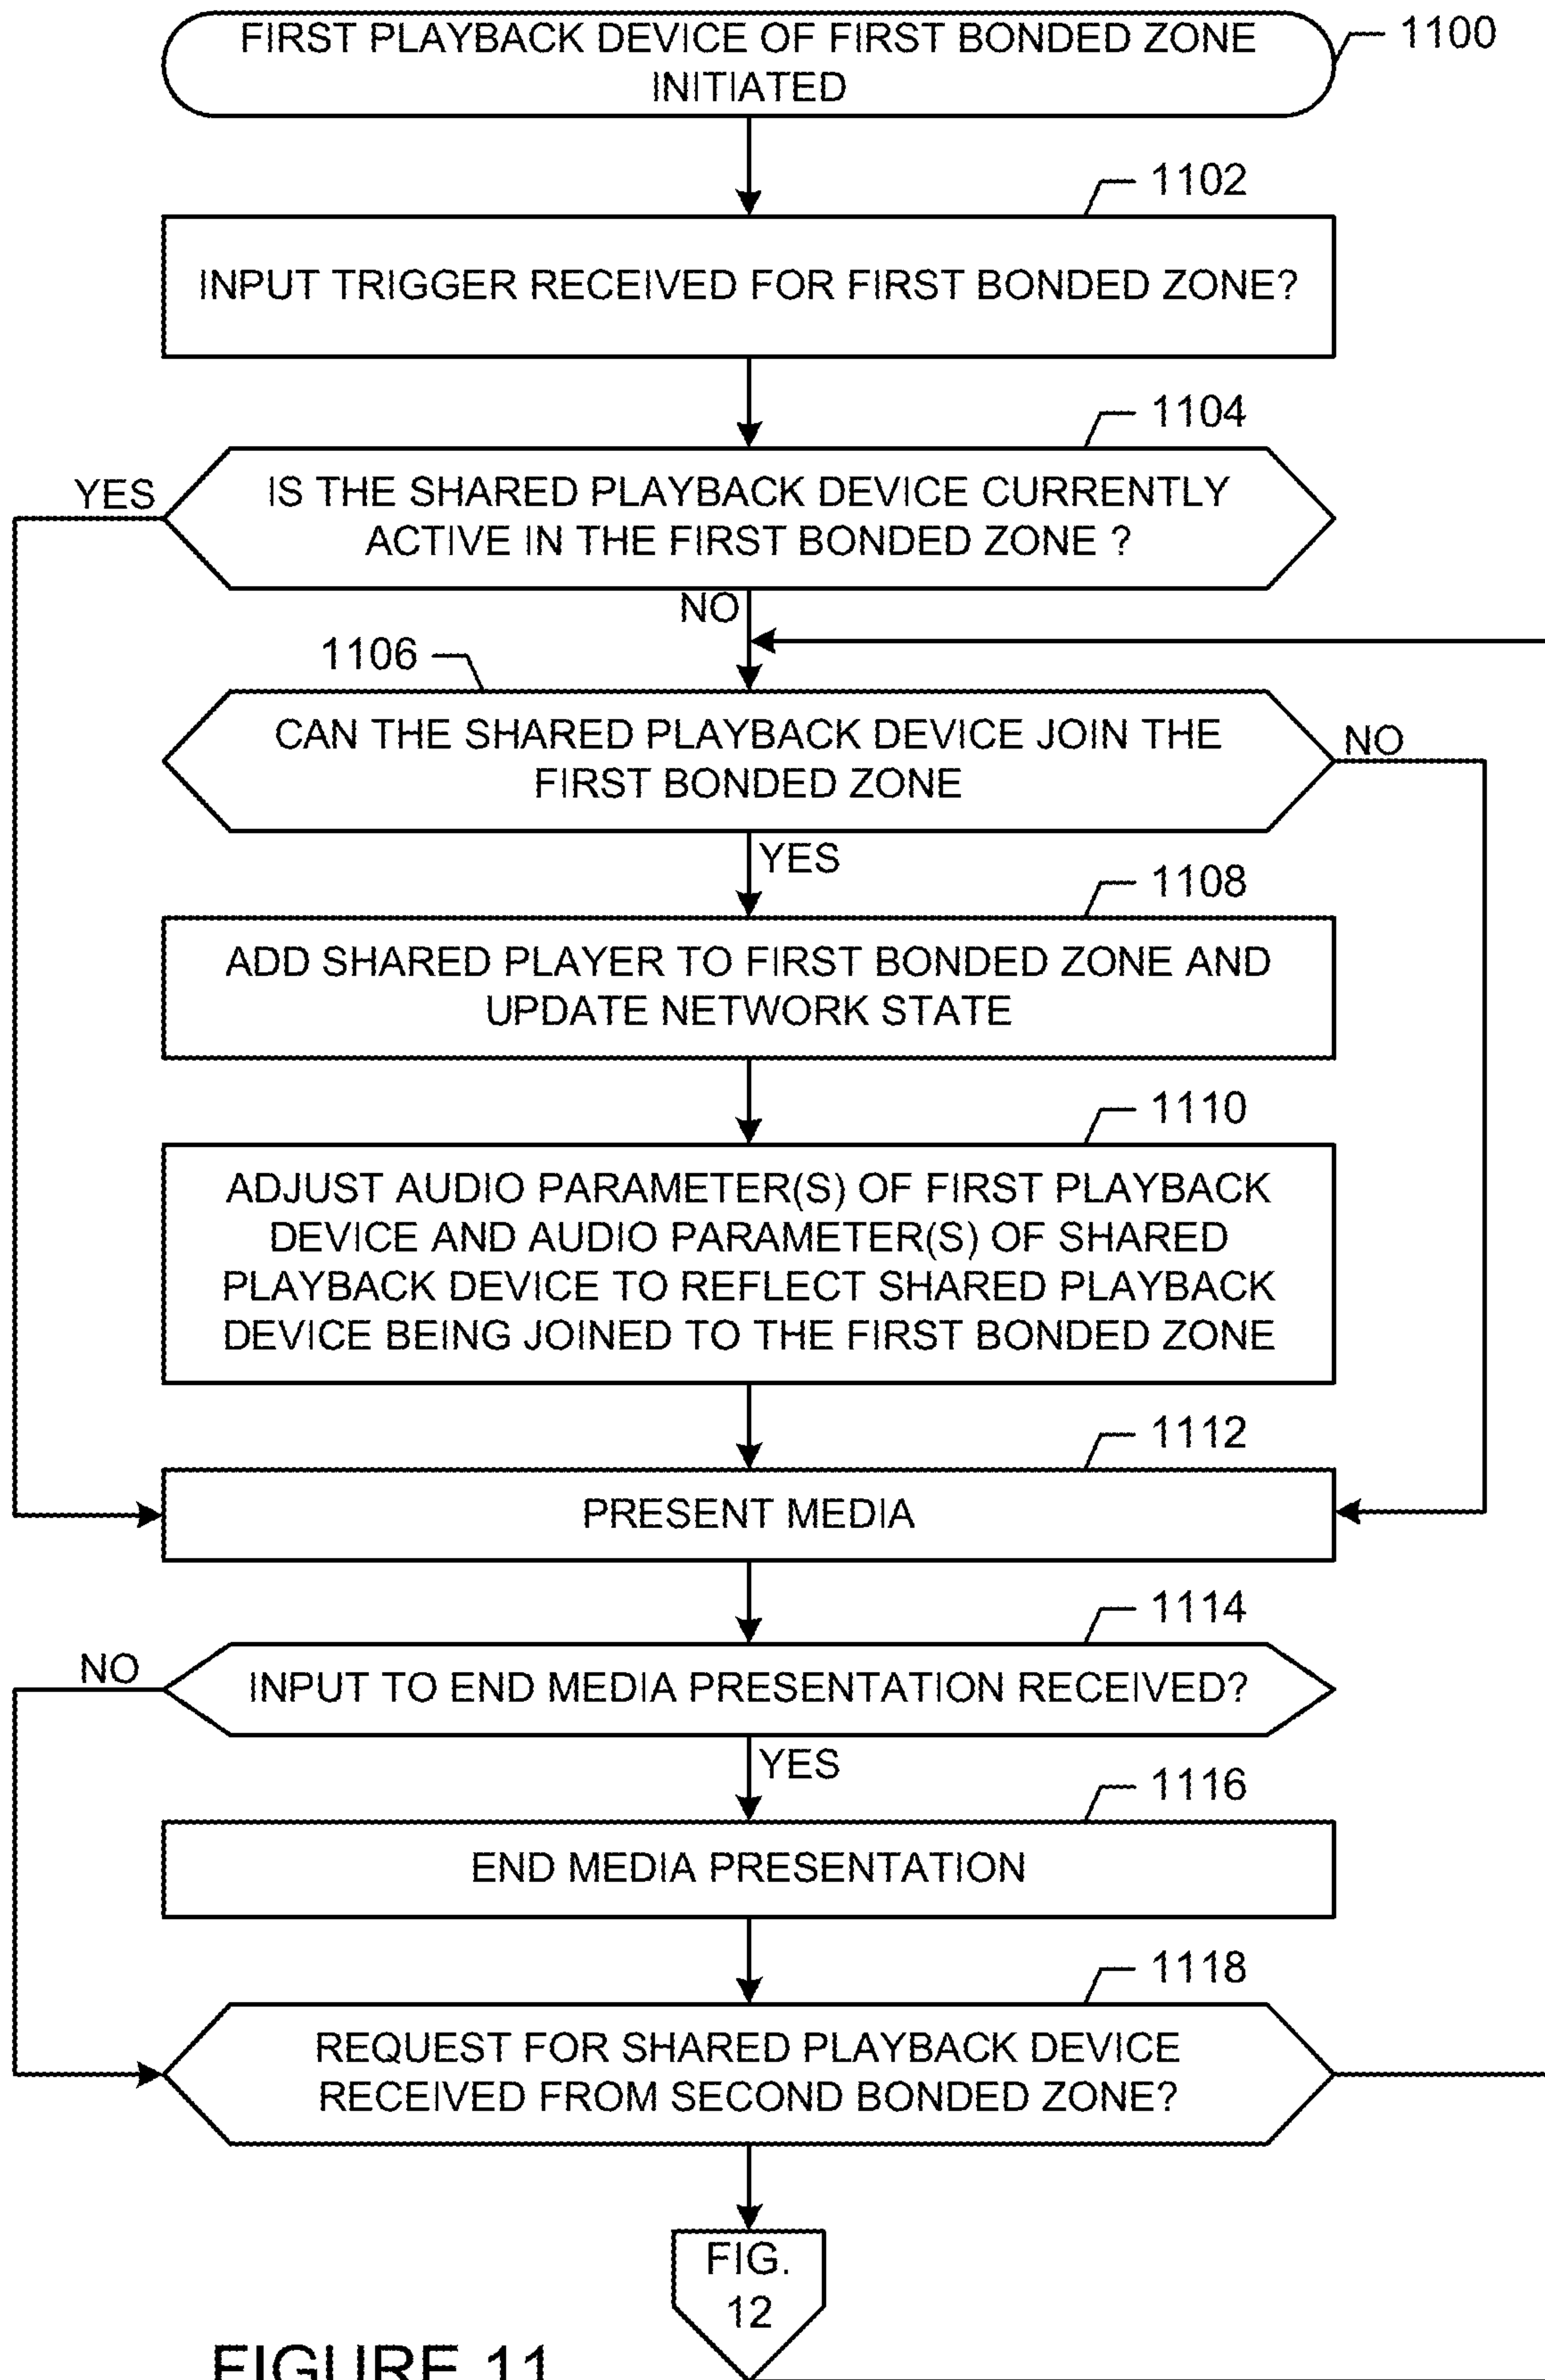 FIRST PLAYBACK DEVICE OF FIRST BONDED ZONE
INITIATED
1100
1102
INPUT TRIGGER RECEIVED FOR FIRST BONDED ZONE?
1104
YES
IS THE SHARED PLAYBACK DEVICE CURRENTLY
ACTIVE IN THE FIRST BONDED ZONE ?
NO
1106
CAN THE SHARED PLAYBACK DEVICE JOIN THE
FIRST BONDED ZONE
NO
YES
1108
ADD SHARED PLAYER TO FIRST BONDED ZONE AND
UPDATE NETWORK STATE
1110
ADJUST AUDIO PARAMETER(S) OF FIRST PLAYBACK
DEVICE AND AUDIO PARAMETER(S) OF SHARED
PLAYBACK DEVICE TO REFLECT SHARED PLAYBACK
DEVICE BEING JOINED TO THE FIRST BONDED ZONE
1112
PRESENT MEDIA
1114
NO
INPUT TO END MEDIA PRESENTATION RECEIVED?
YES
1116
END MEDIA PRESENTATION
1118
REQUEST FOR SHARED PLAYBACK DEVICE
RECEIVED FROM SECOND BONDED ZONE?
FIG.
12
FIGURE 11